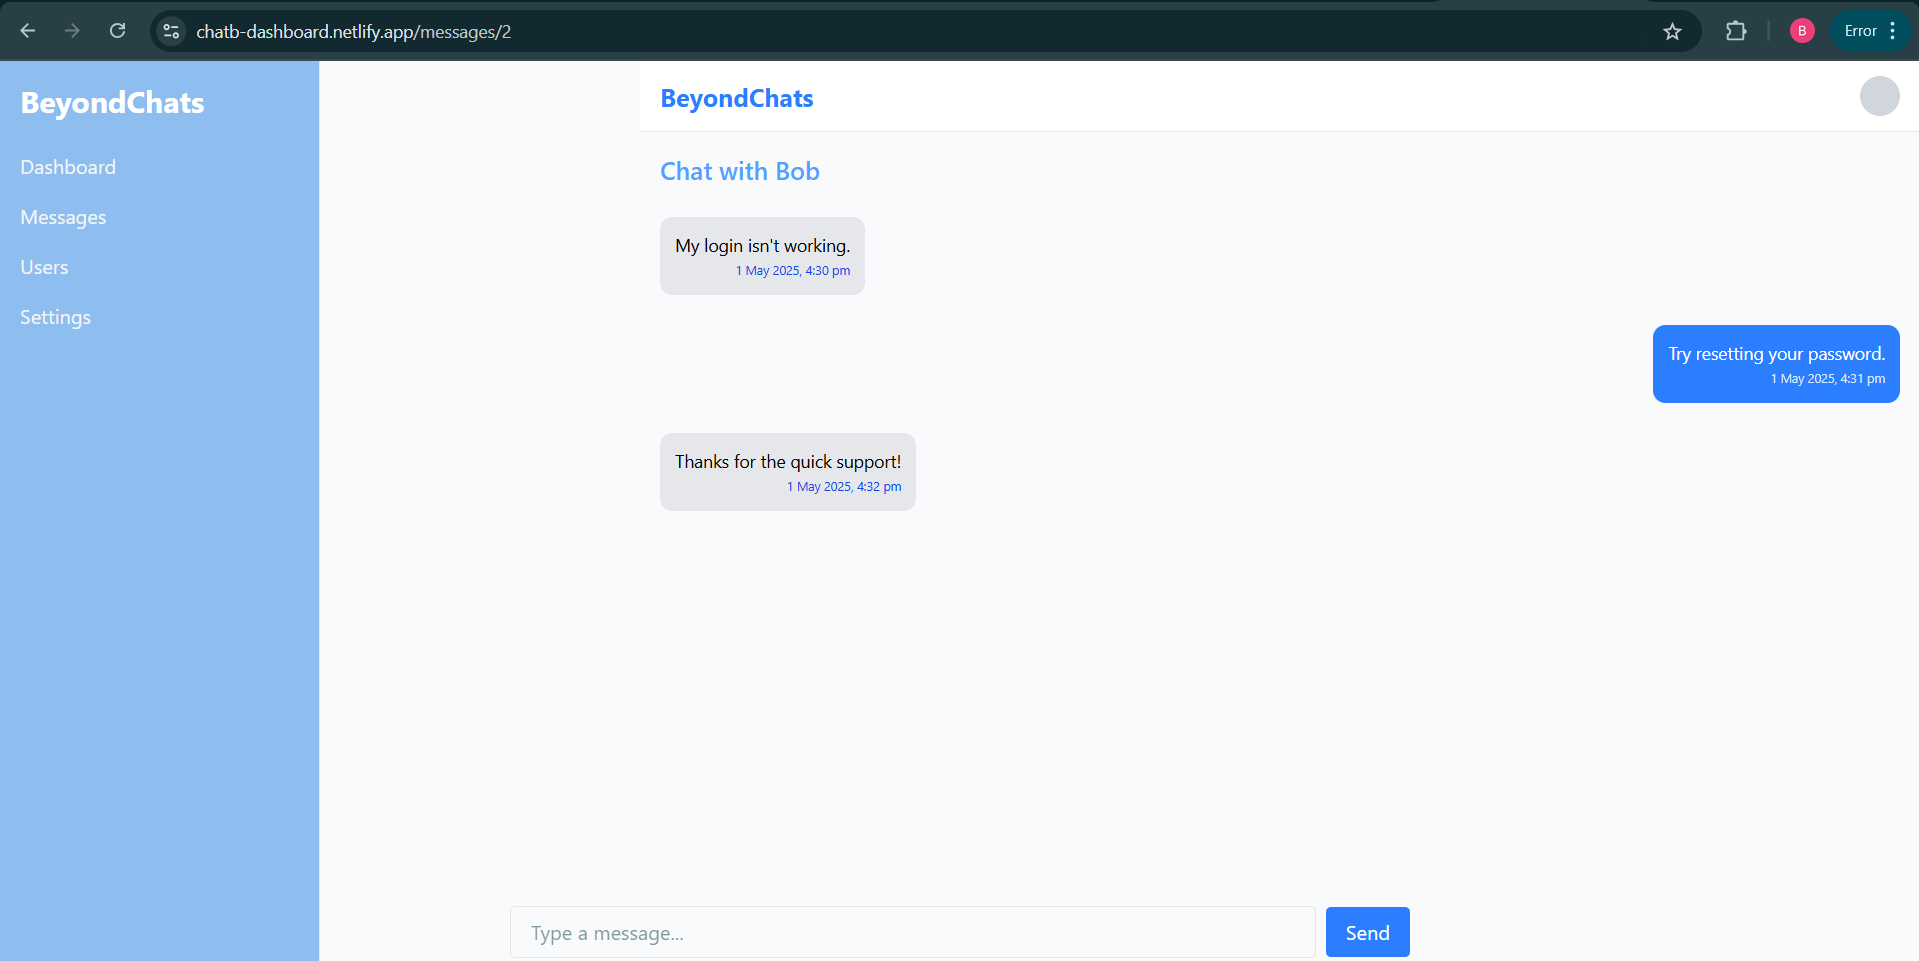 chatb-dashboard.netlify.app/messages/2
B
Error
BeyondChats
Dashboard
Messages
Users
Settings
BeyondChats
Chat with Bob
My login isn't working.
1 May 2025, 4:30 pm
Try resetting your password.
1 May 2025, 4:31 pm
Thanks for the quick support!
1 May 2025, 4:32 pm
Type a message...
Send